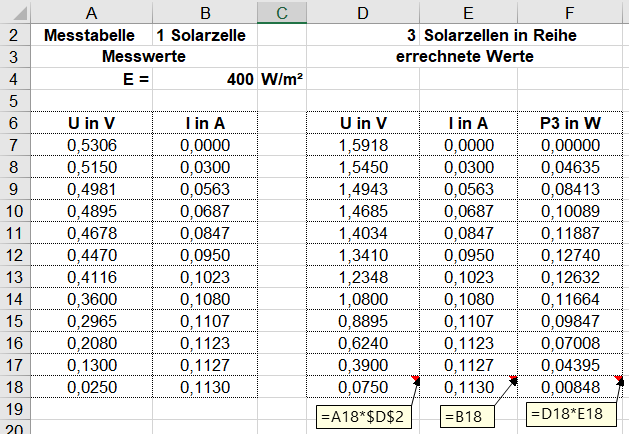 A B C D E F
2 Messtabelle 1 Solarzelle 3 Solarzellen in Reihe
3 Messwerte errechnete Werte
4 E = 400 W/m²
5
6 U in V I in A U in V I in A P3 in W
7 0,5306 0,0000 1,5918 0,0000 0,00000
8 0,5150 0,0300 1,5450 0,0300 0,04635
9 0,4981 0,0563 1,4943 0,0563 0,08413
10 0,4895 0,0687 1,4685 0,0687 0,10089
11 0,4678 0,0847 1,4034 0,0847 0,11887
12 0,4470 0,0950 1,3410 0,0950 0,12740
13 0,4116 0,1023 1,2348 0,1023 0,12632
14 0,3600 0,1080 1,0800 0,1080 0,11664
15 0,2965 0,1107 0,8895 0,1107 0,09847
16 0,2080 0,1123 0,6240 0,1123 0,07008
17 0,1300 0,1127 0,3900 0,1127 0,04395
18 0,0250 0,1130 0,0750 0,1130 0,00848
19 =A18*$D$2 =B18 =D18*E18
20